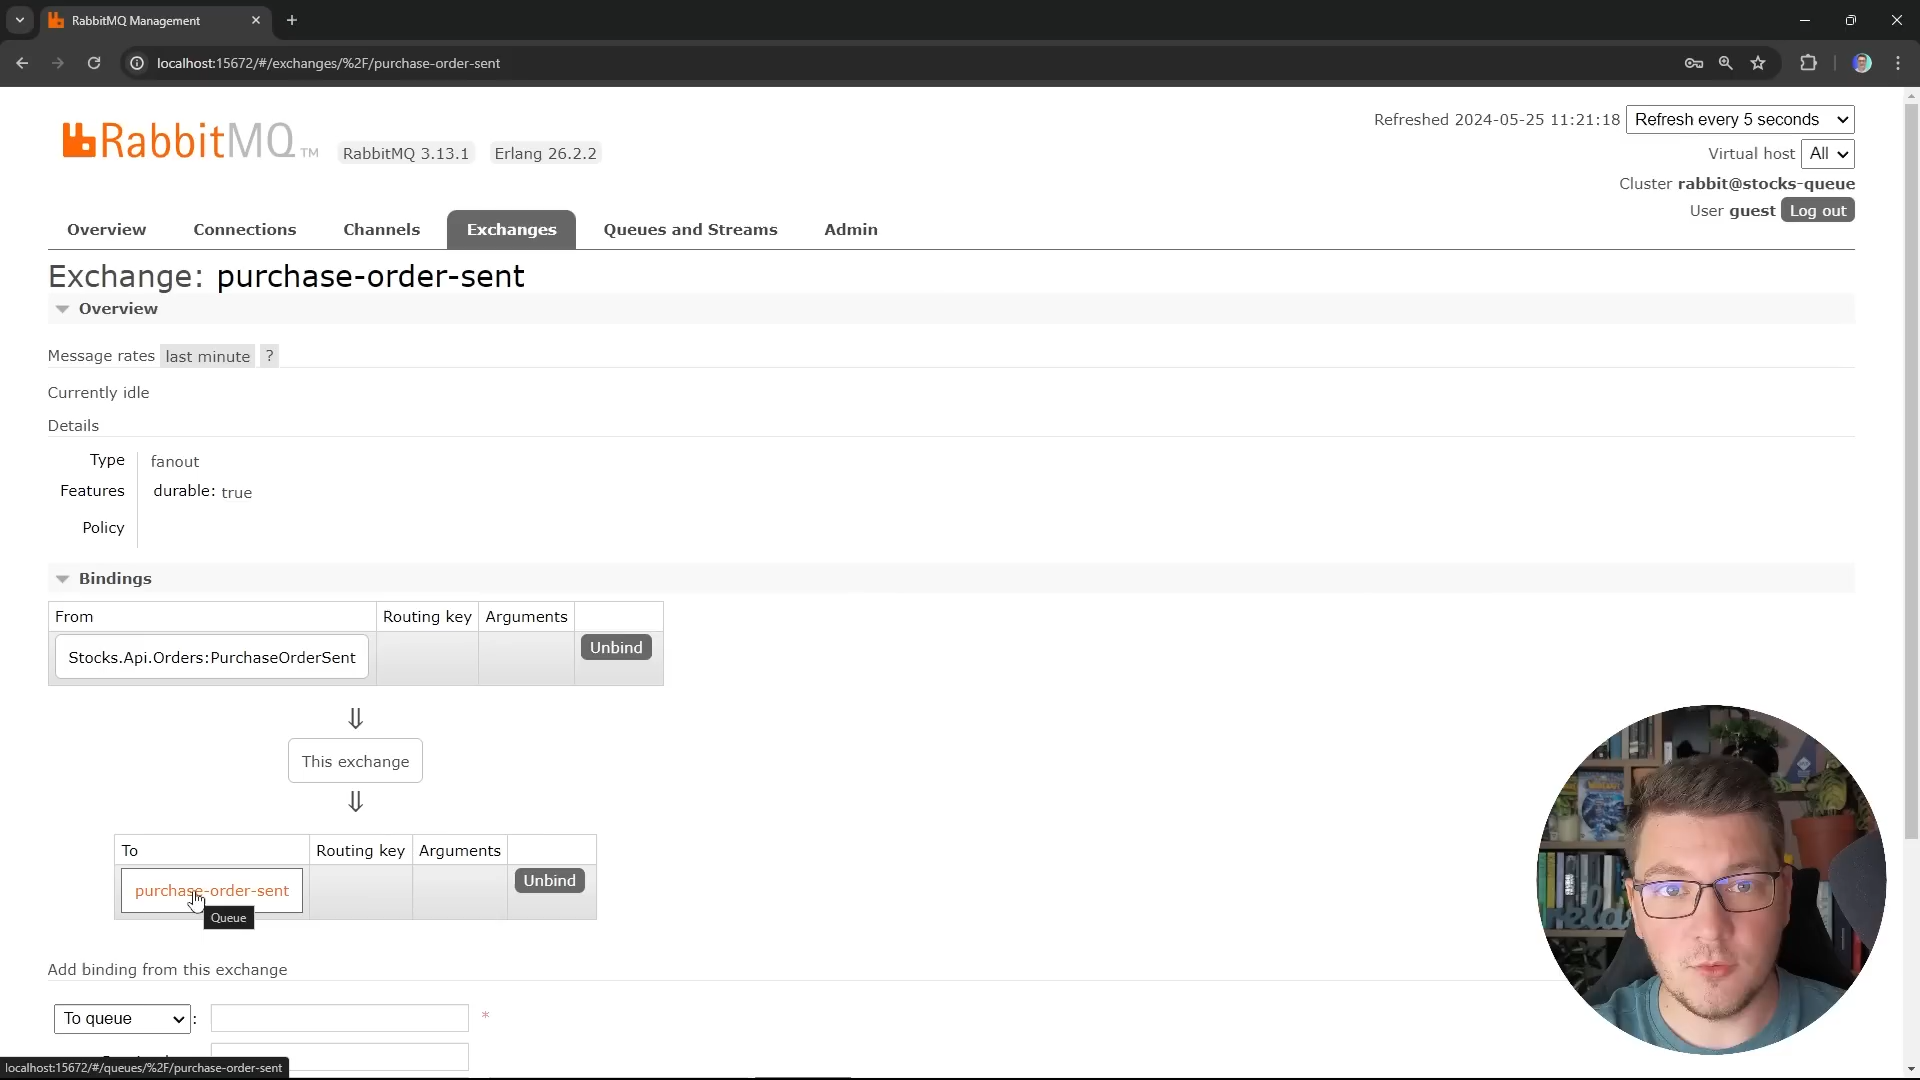 RabbitMQ Management
localhost:15672/#/exchanges/%2F/purchase-order-sent
RabbitMQ TM
RabbitMQ 3.13.1
Erlang 26.2.2
Refreshed 2024-05-25 11:21:18
Refresh every 5 seconds
Virtual host
All
Cluster rabbit@stocks-queue
User guest
Log out
Overview
Connections
Channels
Exchanges
Queues and Streams
Admin
Exchange: purchase-order-sent
Overview
Message rates last minute ?
Currently idle
Details
Type fanout
Features durable: true
Policy
Bindings
From Routing key Arguments
Stocks.Api.Orders:PurchaseOrderSent Unbind
⇓
This exchange
⇓
To Routing key Arguments
purchase-order-sent Unbind
Queue
Add binding from this exchange
To queue : *
localhost:15672/#/queues/%2F/purchase-order-sent